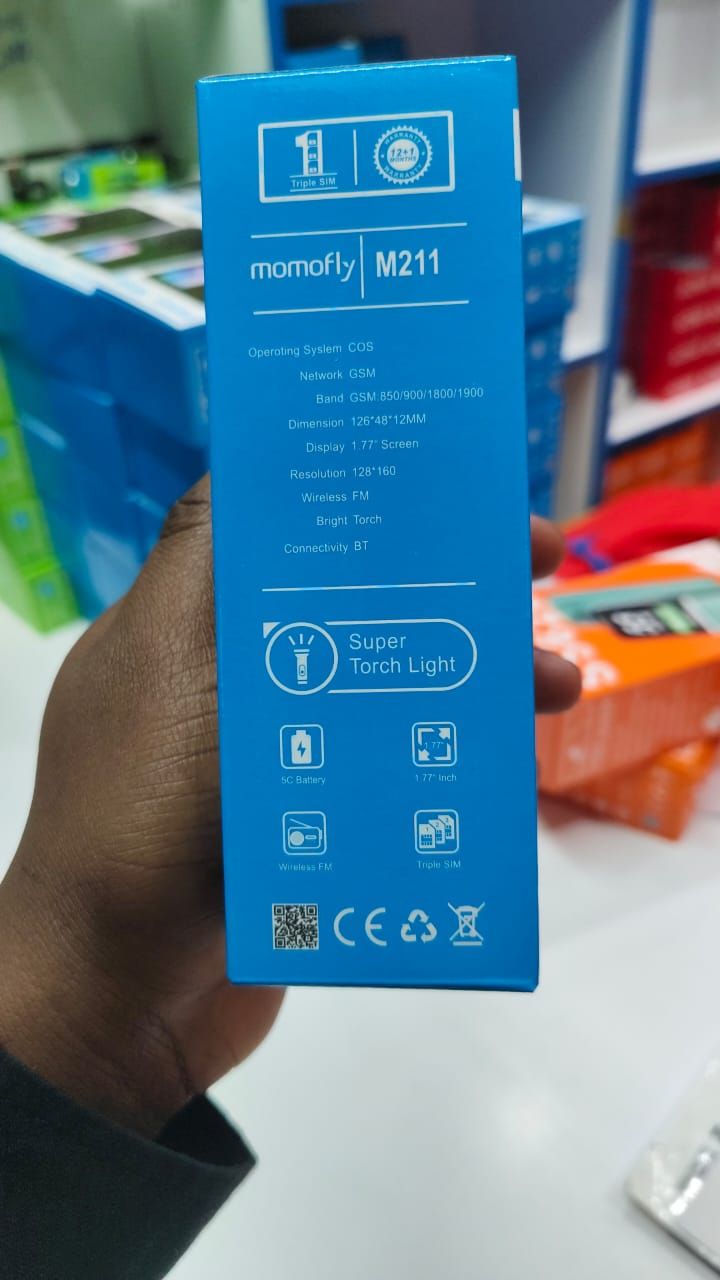 1
Triple SIM
WARRANTY
12+1
MONTHS
WARRANTY
momofly M211
Operoting System COS
Network GSM
Band GSM:850/900/1800/1900
Dimension 126*48*12MM
Display 1.77" Screen
Resolution 128*160
Wireless FM
Bright Torch
Connectivity BT
Super
Torch Light
1.77"
5C Battery 1.77" Inch
Wireless FM Triple SIM
CE